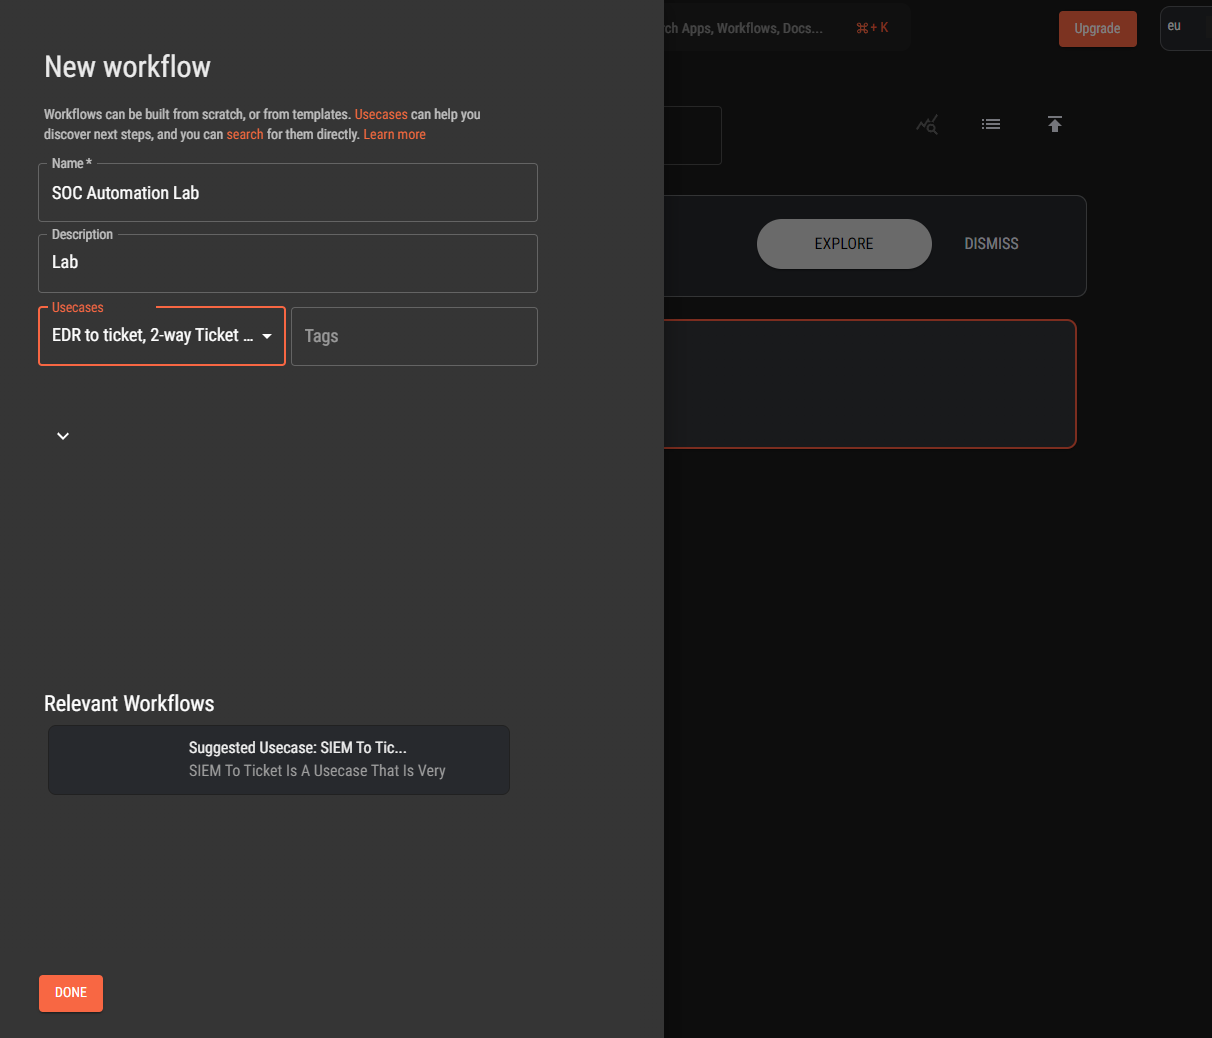 New workflow
Workflows can be built from scratch, or from templates. Usecases can help you
discover next steps, and you can search for them directly. Learn more
Name *
SOC Automation Lab
Description
Lab
Usecases
EDR to ticket, 2-way Ticket ...
Tags
Relevant Workflows
Suggested Usecase: SIEM To Tic...
SIEM To Ticket Is A Usecase That Is Very
DONE
rch Apps, Workflows, Docs...
⌘+ K
Upgrade
eu
EXPLORE
DISMISS